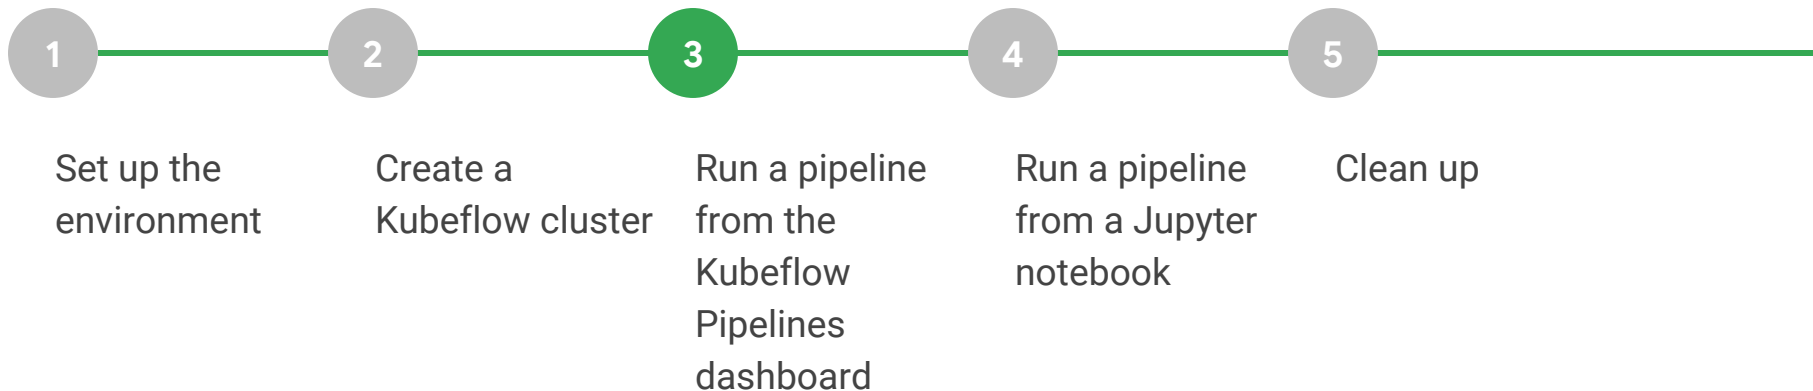 1
2
3
4
5
Set up the
environment
Create a
Kubeflow cluster
Run a pipeline
from the
Kubeflow
Pipelines
dashboard
Run a pipeline
from a Jupyter
notebook
Clean up